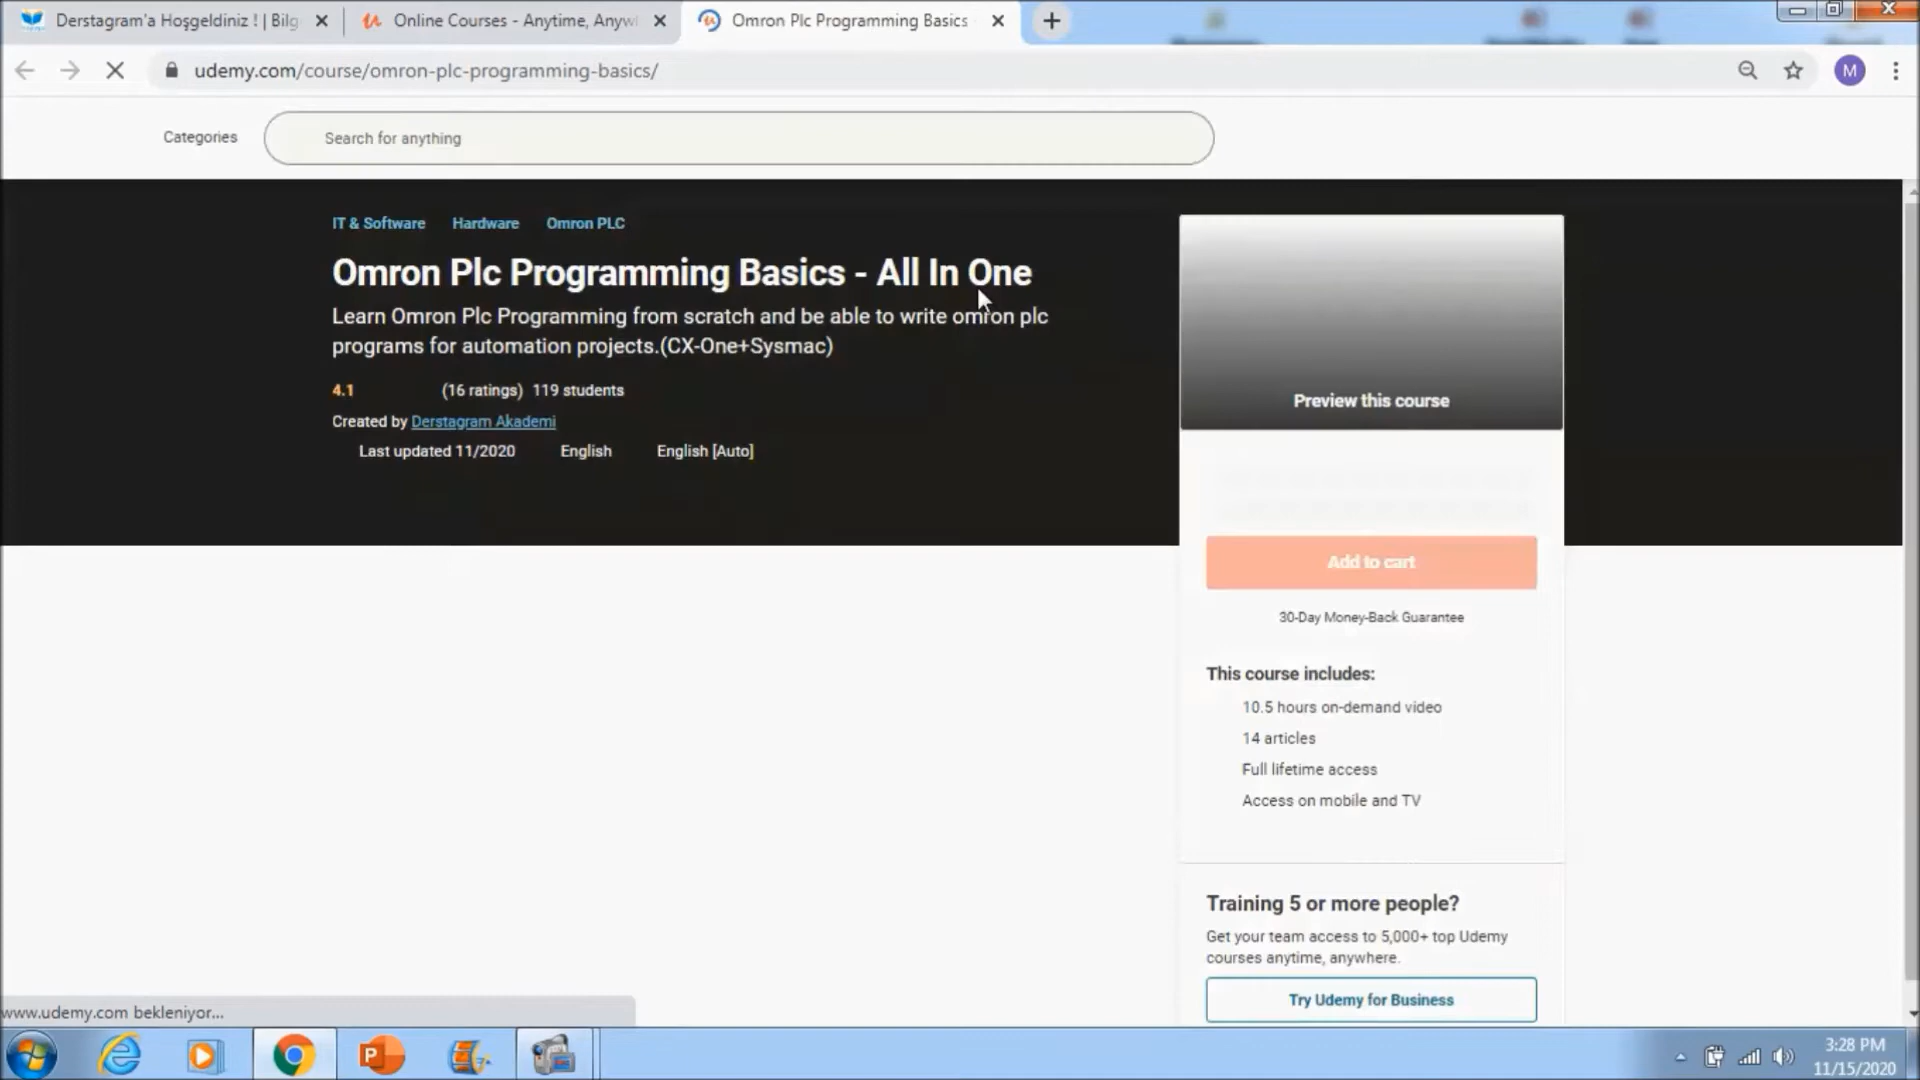 Derstagram'a Hoşgeldiniz ! | Bilg
Online Courses - Anytime, Anyw
Omron Plc Programming Basics
udemy.com/course/omron-plc-programming-basics/
M
Categories
Search for anything
IT & Software Hardware Omron PLC
Omron Plc Programming Basics - All In One
Learn Omron Plc Programming from scratch and be able to write omron plc
programs for automation projects.(CX-One+Sysmac)
4.1 (16 ratings) 119 students
Created by Derstagram Akademi
Last updated 11/2020 English English [Auto]
Preview this course
Add to cart
30-Day Money-Back Guarantee
This course includes:
10.5 hours on-demand video
14 articles
Full lifetime access
Access on mobile and TV
Training 5 or more people?
Get your team access to 5,000+ top Udemy
courses anytime, anywhere.
Try Udemy for Business
www.udemy.com bekleniyor...
3:28 PM
11/15/2020